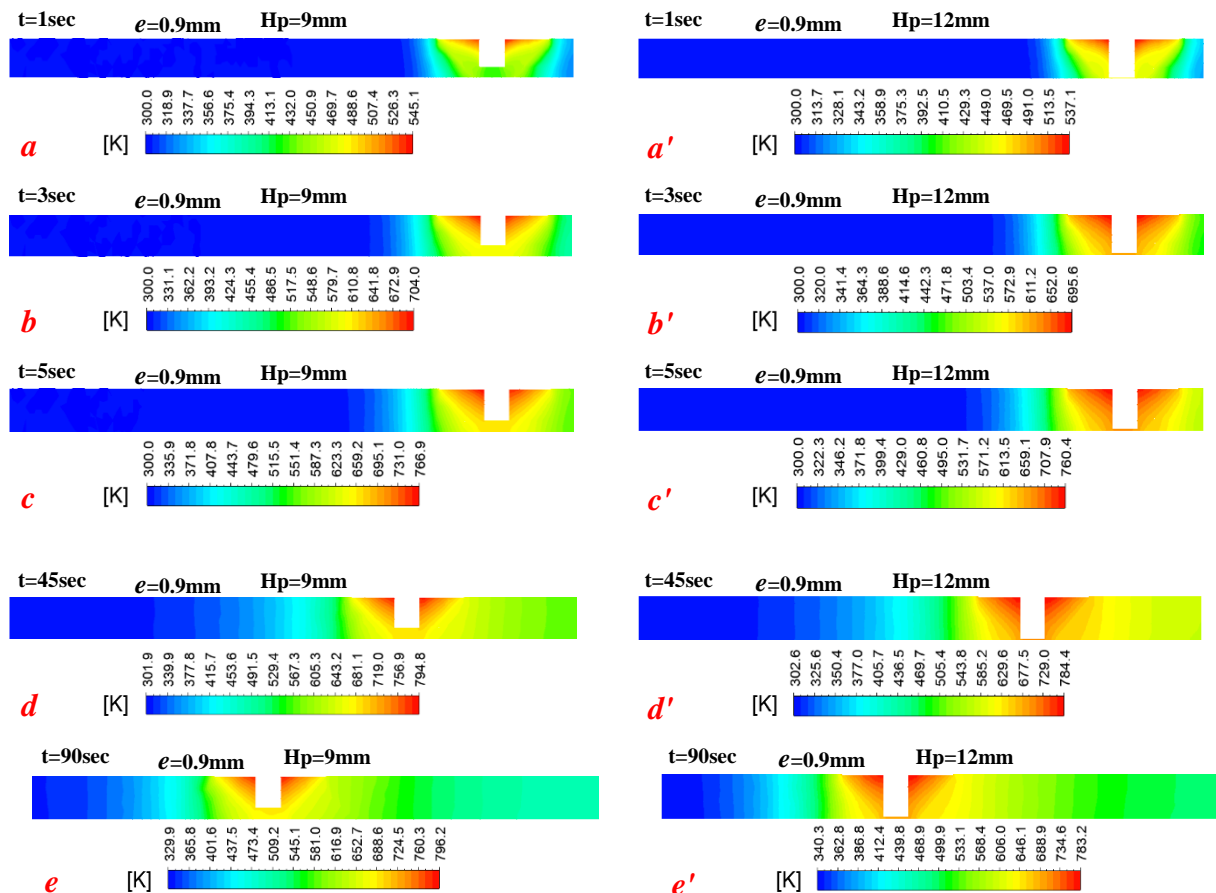 t=1sec e=0.9mm Hp=9mm
300.0 318.9 337.7 356.6 375.4 394.3 413.1 432.0 450.9 469.7 488.6 507.4 526.3 545.1
a [K]
t=1sec e=0.9mm Hp=12mm
300.0 313.7 328.1 343.2 358.9 375.3 392.5 410.5 429.3 449.0 469.5 491.0 513.5 537.1
a' [K]
t=3sec e=0.9mm Hp=9mm
300.0 331.1 362.2 393.2 424.3 455.4 486.5 517.5 548.6 579.7 610.8 641.8 672.9 704.0
b [K]
t=3sec e=0.9mm Hp=12mm
300.0 320.0 341.4 364.3 388.6 414.6 442.3 471.8 503.4 537.0 572.9 611.2 652.0 695.6
b' [K]
t=5sec e=0.9mm Hp=9mm
300.0 335.9 371.8 407.8 443.7 479.6 515.5 551.4 587.3 623.3 659.2 695.1 731.0 766.9
c [K]
t=5sec e=0.9mm Hp=12mm
300.0 322.3 346.2 371.8 399.4 429.0 460.8 495.0 531.7 571.2 613.5 659.1 707.9 760.4
c' [K]
t=45sec e=0.9mm Hp=9mm
301.9 339.9 377.8 415.7 453.6 491.5 529.4 567.3 605.3 643.2 681.1 719.0 756.9 794.8
d [K]
t=45sec e=0.9mm Hp=12mm
302.6 325.6 350.4 377.0 405.7 436.5 469.7 505.4 543.8 585.2 629.6 677.5 729.0 784.4
d' [K]
t=90sec e=0.9mm Hp=9mm
329.9 365.8 401.6 437.5 473.4 509.2 545.1 581.0 616.9 652.7 688.6 724.5 760.3 796.2
e [K]
t=90sec e=0.9mm Hp=12mm
340.3 362.8 386.8 412.4 439.8 468.9 499.9 533.1 568.4 606.0 646.1 688.9 734.6 783.2
e' [K]